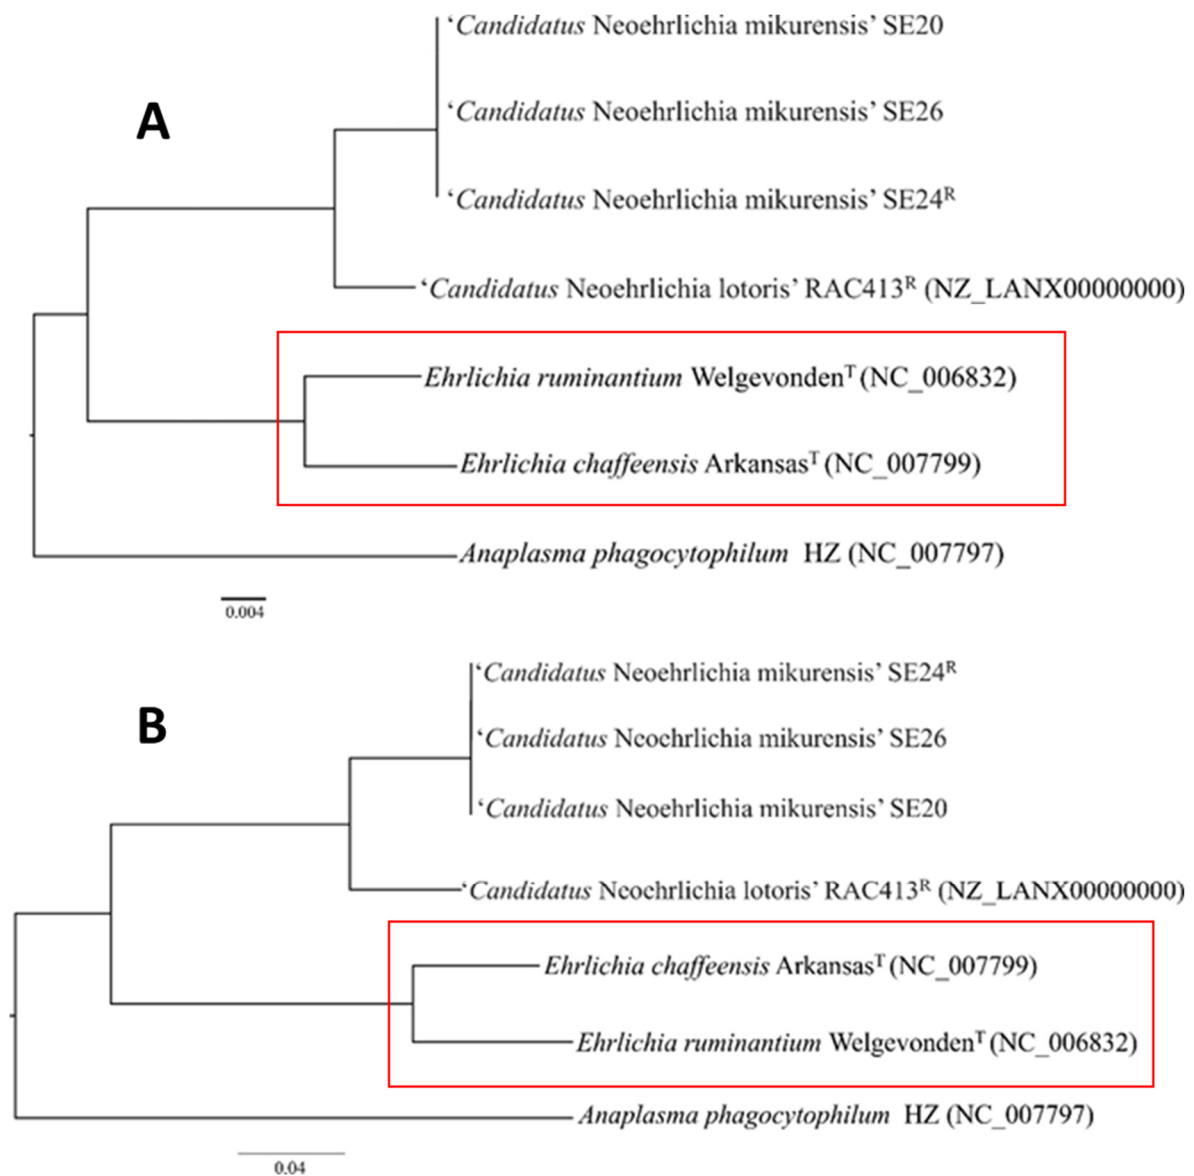 ‘Candidatus Neoehrlichia mikurensis’ SE20
A
‘Candidatus Neoehrlichia mikurensis’ SE26
‘Candidatus Neoehrlichia mikurensis’ SE24ᴿ
‘Candidatus Neoehrlichia lotoris’ RAC413ᴿ (NZ_LANX00000000)
Ehrlichia ruminantium Welgevondenᵀ (NC_006832)
Ehrlichia chaffeensis Arkansasᵀ (NC_007799)
Anaplasma phagocytophilum HZ (NC_007797)
0.004
‘Candidatus Neoehrlichia mikurensis’ SE24ᴿ
B
‘Candidatus Neoehrlichia mikurensis’ SE26
‘Candidatus Neoehrlichia mikurensis’ SE20
‘Candidatus Neoehrlichia lotoris’ RAC413ᴿ (NZ_LANX00000000)
Ehrlichia chaffeensis Arkansasᵀ (NC_007799)
Ehrlichia ruminantium Welgevondenᵀ (NC_006832)
Anaplasma phagocytophilum HZ (NC_007797)
0.04